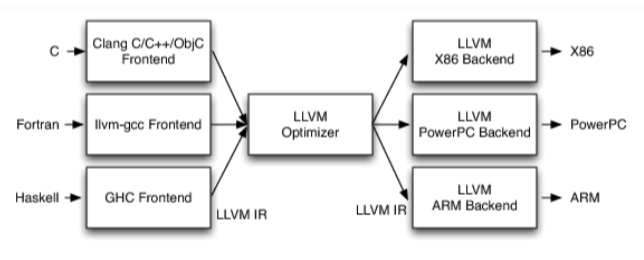 C
Clang C/C++/ObjC
Frontend
LLVM
X86 Backend
X86
Fortran
llvm-gcc Frontend
LLVM
Optimizer
LLVM
PowerPC Backend
PowerPC
Haskell
GHC Frontend
LLVM IR
LLVM IR
LLVM
ARM Backend
ARM